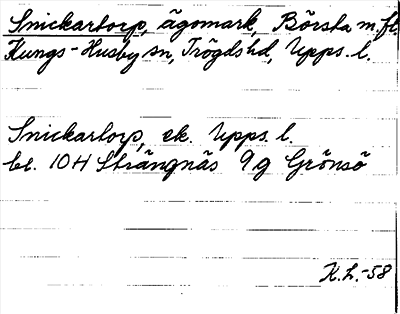 Snickartorp, ägomark, Börsta m.fl.
Kungs-Husby sn, Trögds hd, Upps. l.
Snickartorp, ek. Upps. l.
bl. 10H Strängnäs 9g Grönsö
K.L.-58